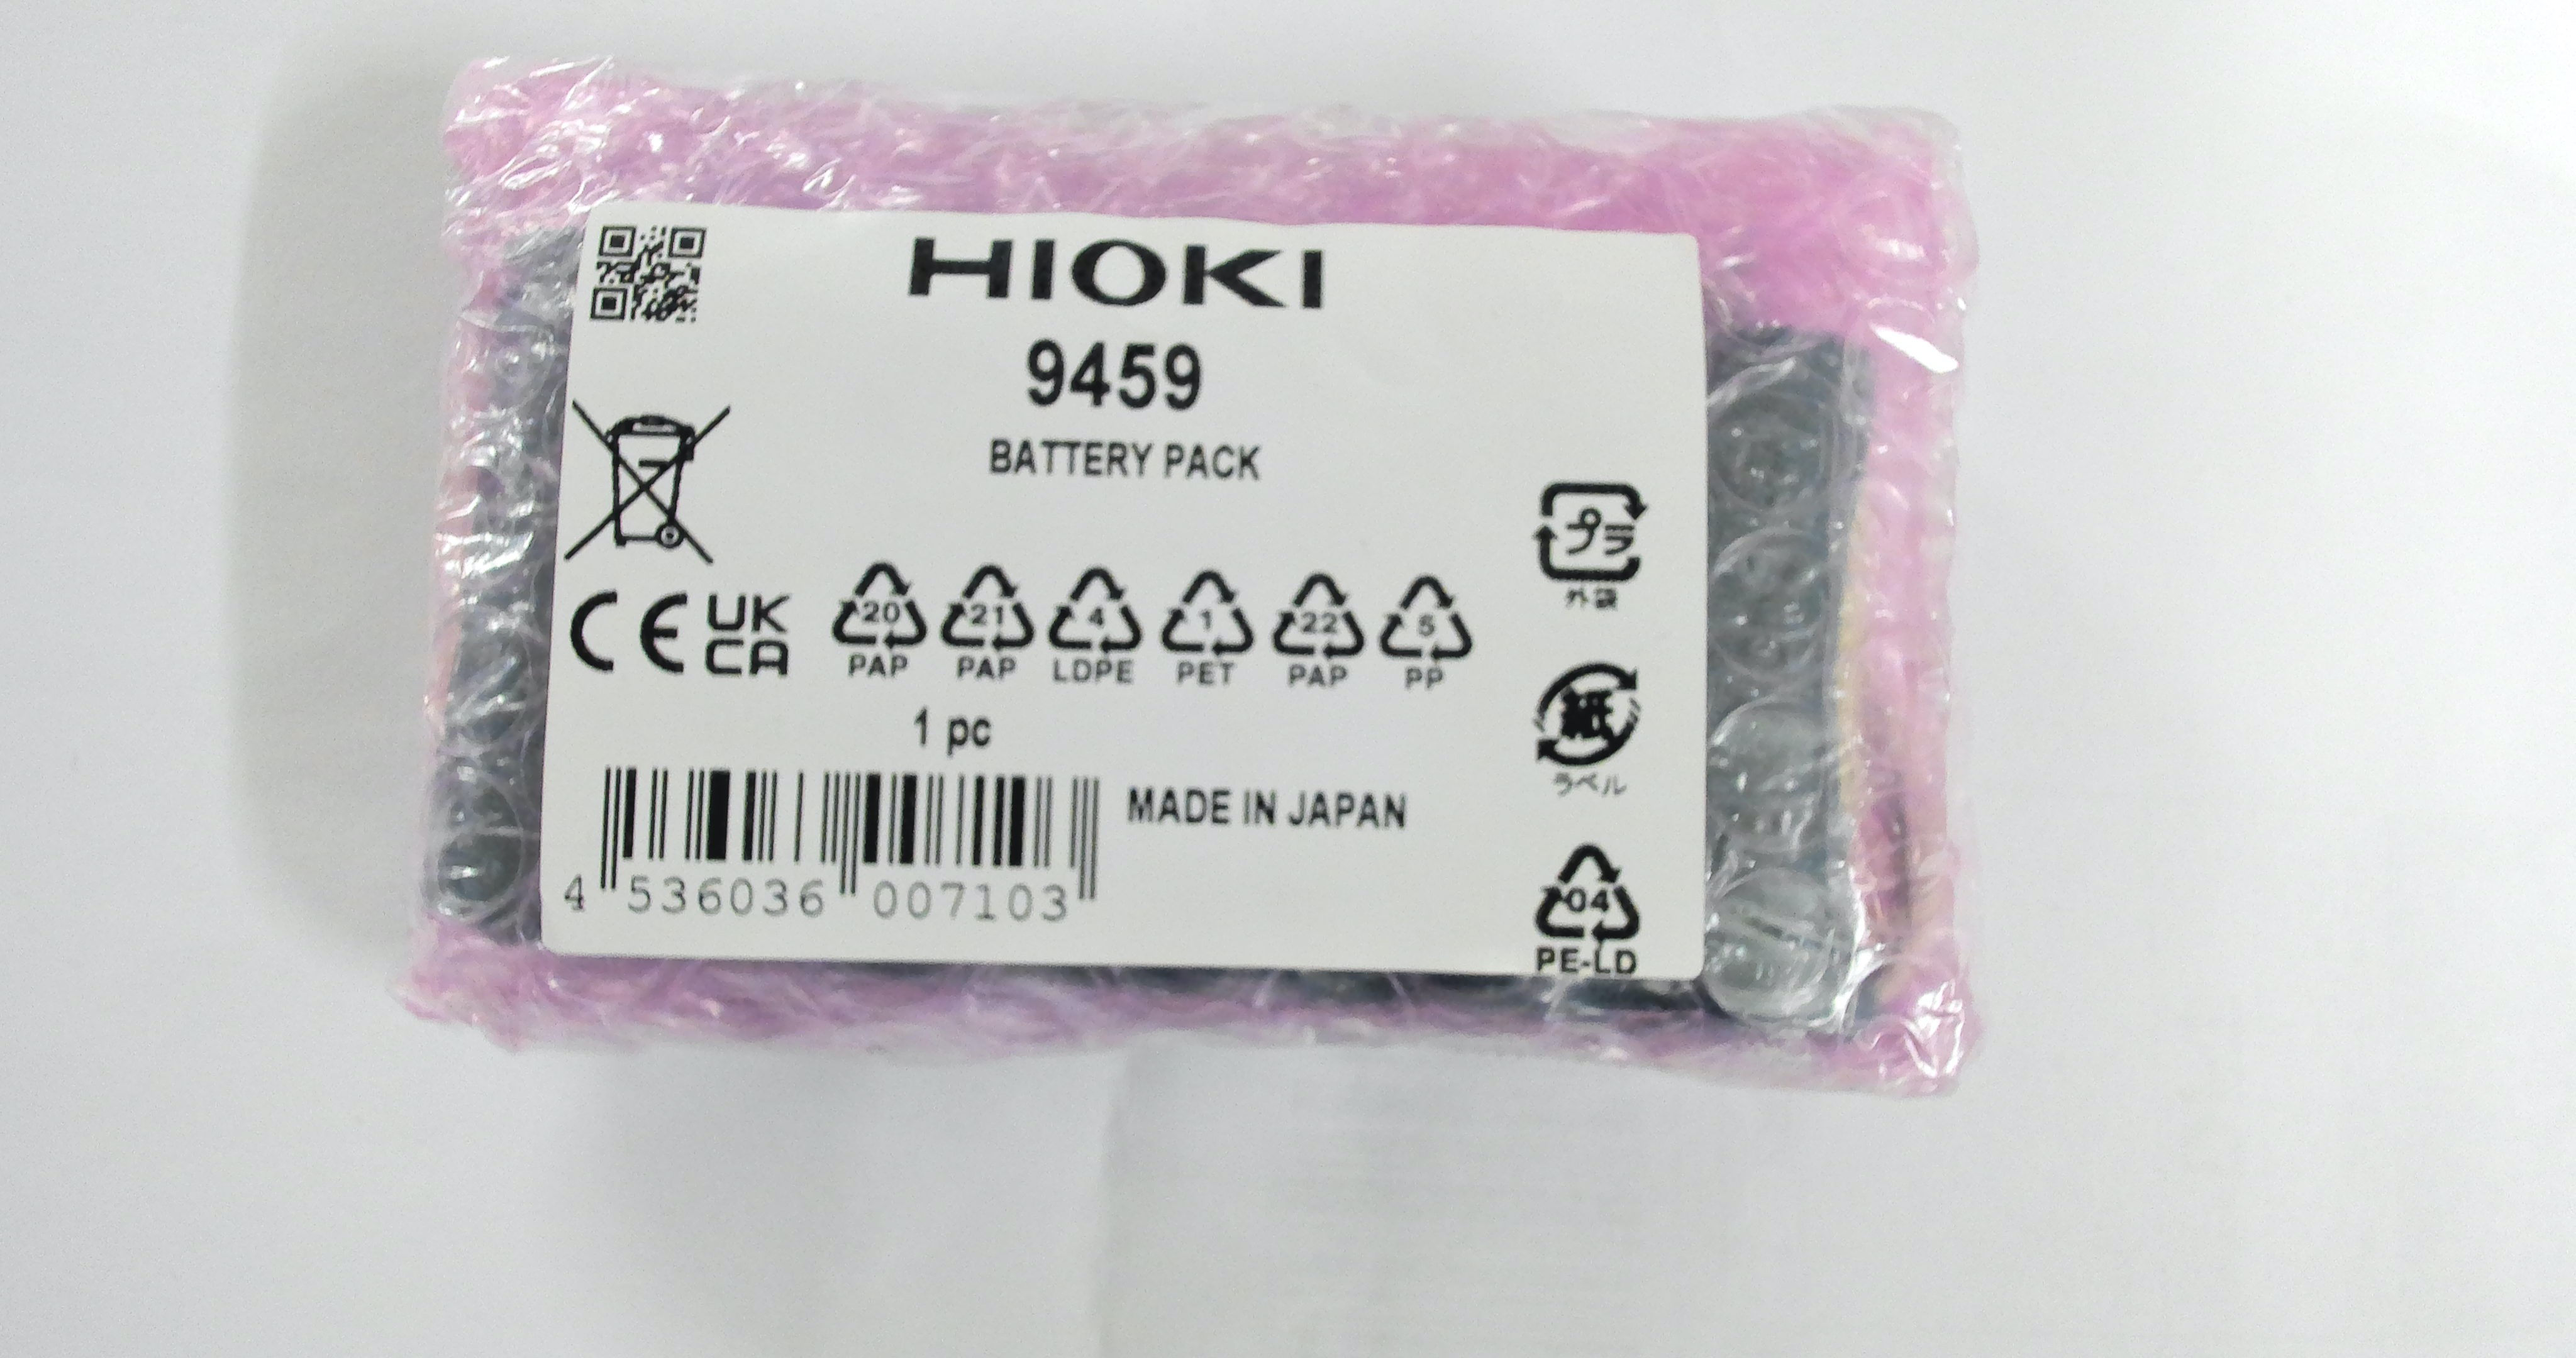 HIOKI
9459
BATTERY PACK
プラ
外袋
CE UK CA
20 21 4 1 22 5
PAP PAP LDPE PET PAP PP
紙
ラベル
1 pc
MADE IN JAPAN
4 536036 007103
04
PE-LD